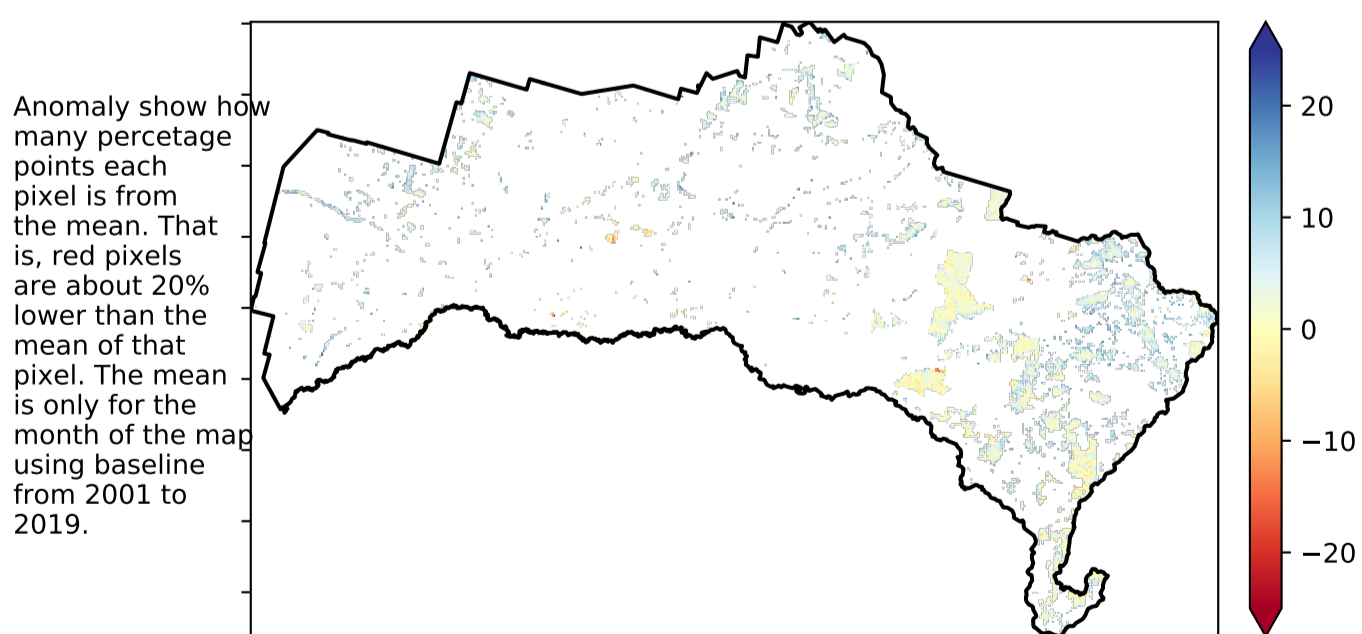 Anomaly show how
many percetage
points each
pixel is from
the mean. That
is, red pixels
are about 20%
lower than the
mean of that
pixel. The mean
is only for the
month of the map
using baseline
from 2001 to
2019.
20
10
0
−10
−20